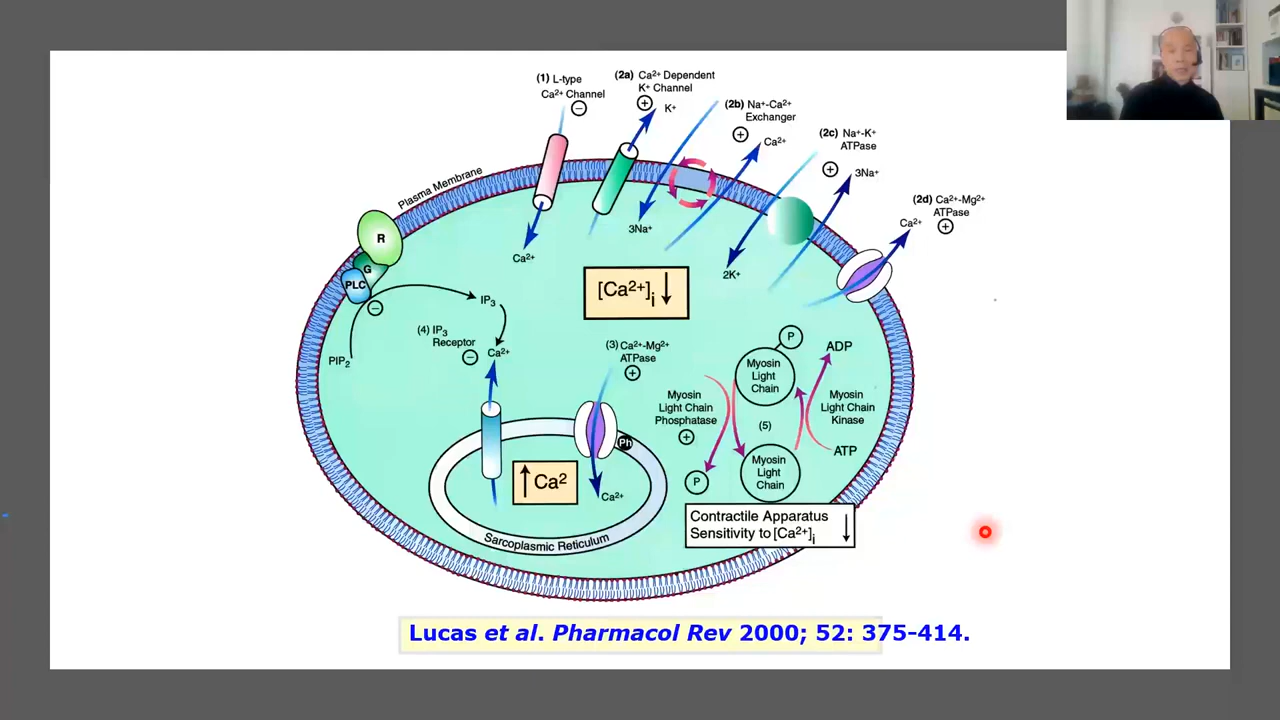 (1) L-type
Ca²⁺ Channel
−
(2a) Ca²⁺ Dependent
K⁺ Channel
+
K⁺
(2b) Na⁺-Ca²⁺
Exchanger
+
Ca²⁺
(2c) Na⁺-K⁺
ATPase
+
3Na⁺
(2d) Ca²⁺-Mg²⁺
ATPase
Ca²⁺
+
Plasma Membrane
R
G
PLC
−
Ca²⁺
3Na⁺
2K⁺
[Ca²⁺]i ↓
IP₃
PIP₂
(4) IP₃
Receptor
−
Ca²⁺
(3) Ca²⁺-Mg²⁺
ATPase
+
Ph
↑ Ca²
Ca²⁺
Sarcoplasmic Reticulum
P
Myosin
Light
Chain
ADP
Myosin
Light Chain
Phosphatase
+
(5)
Myosin
Light Chain
Kinase
ATP
P
Myosin
Light
Chain
Contractile Apparatus
Sensitivity to [Ca²⁺]i ↓
Lucas et al. Pharmacol Rev 2000; 52: 375-414.